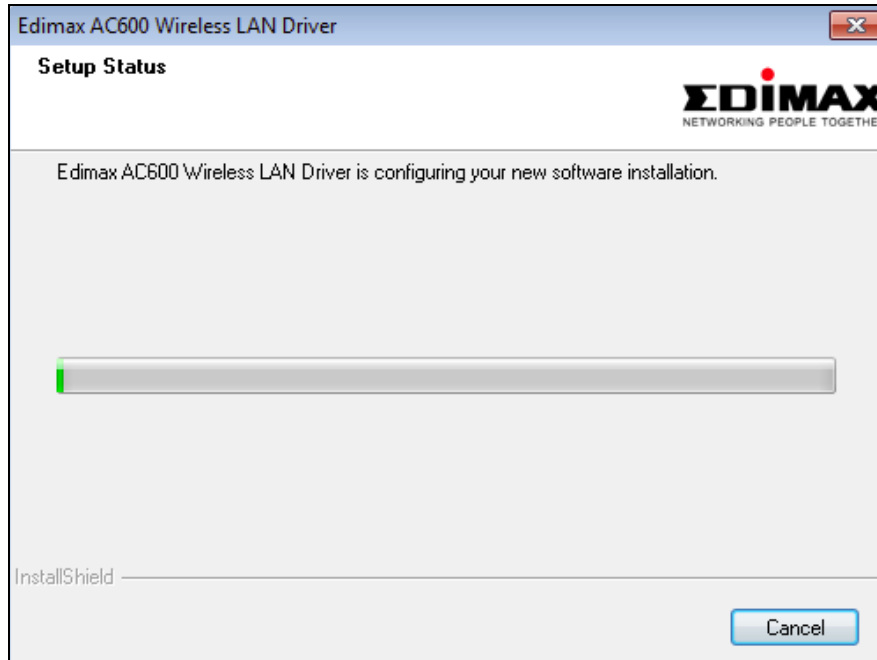 Edimax AC600 Wireless LAN Driver
Setup Status
EDIMAX
NETWORKING PEOPLE TOGETHE
Edimax AC600 Wireless LAN Driver is configuring your new software installation.
InstallShield
Cancel